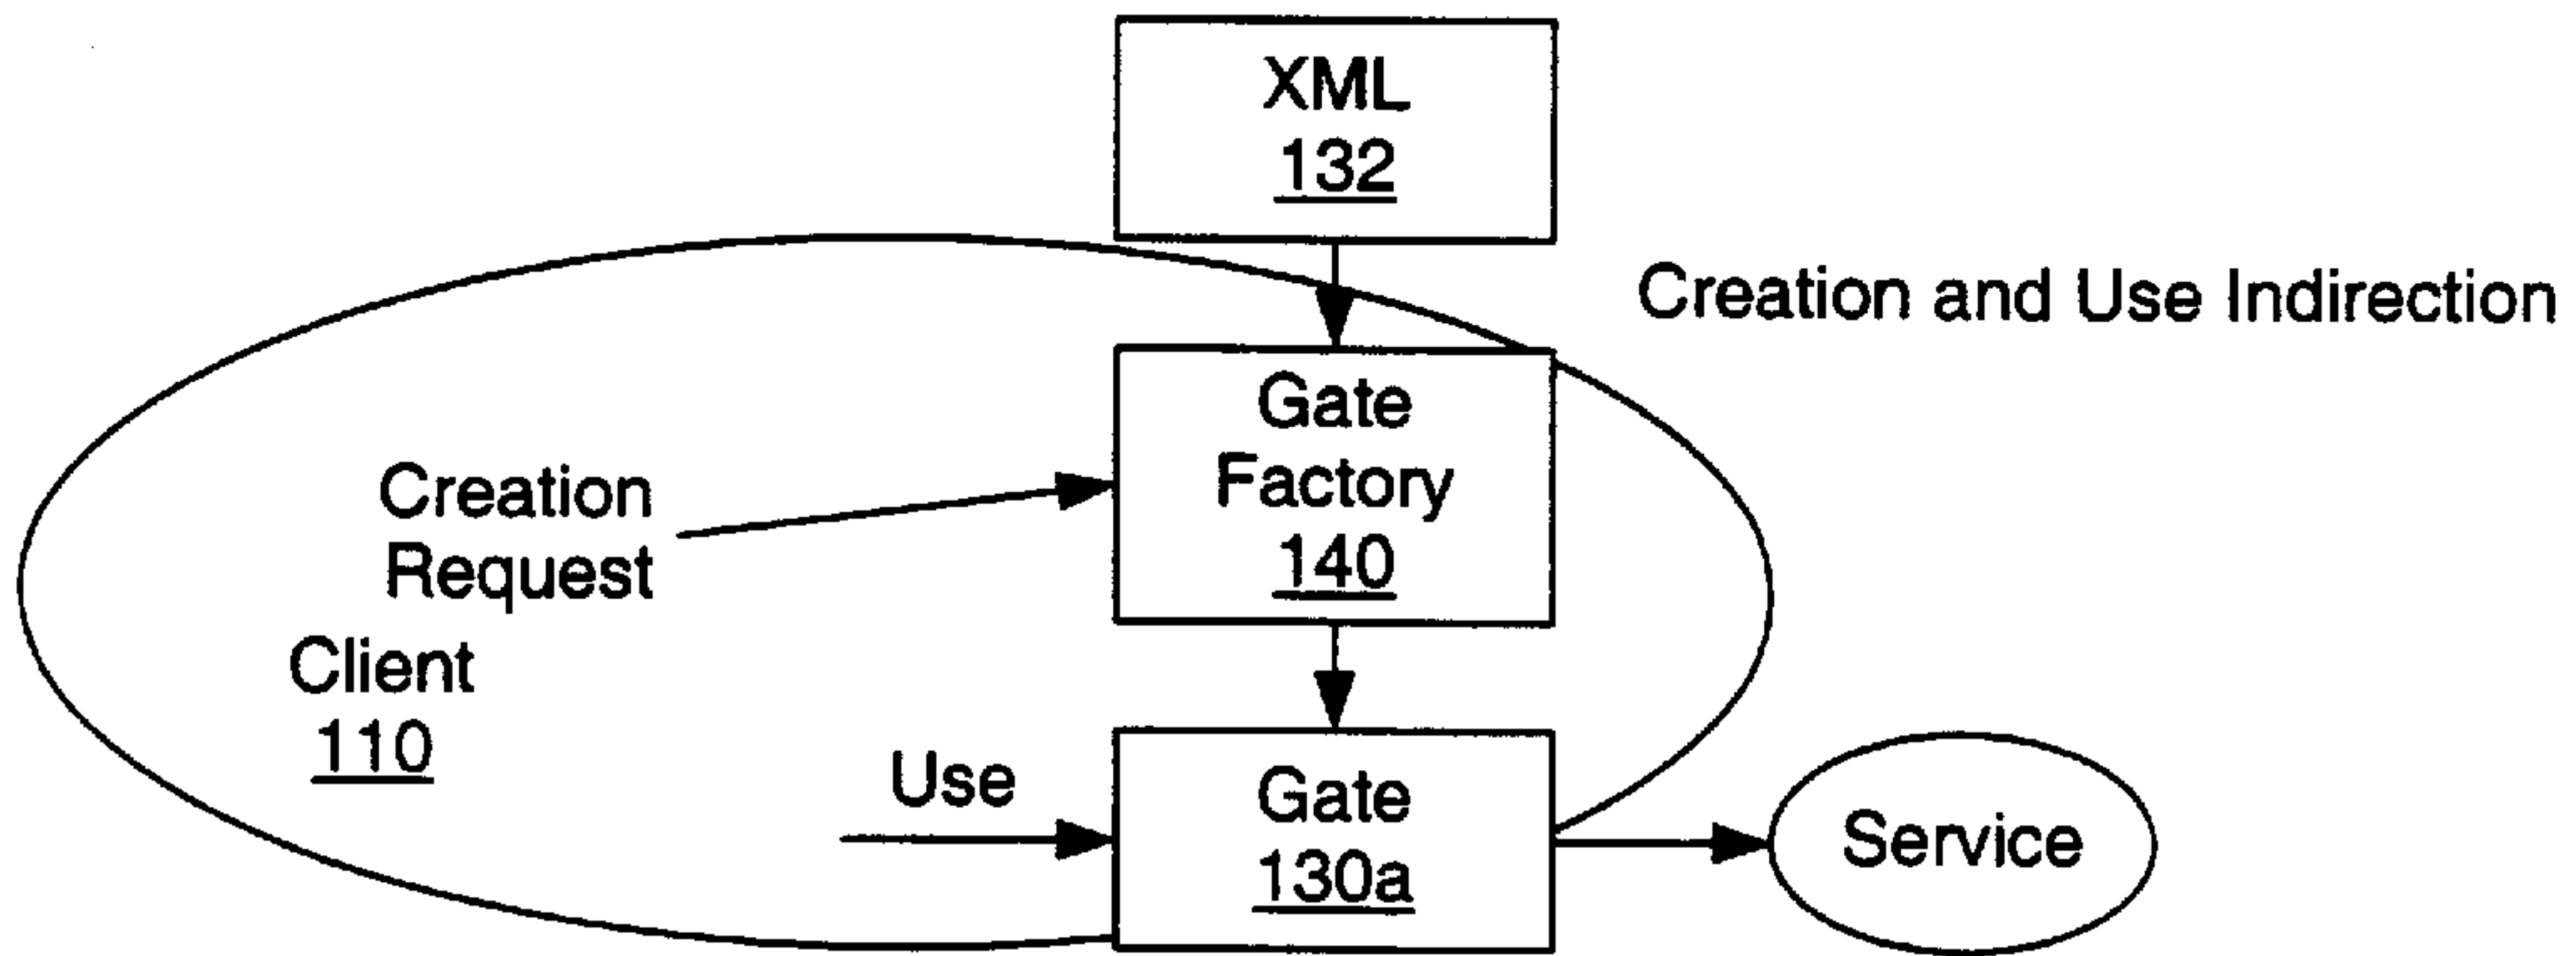 XML
132
Creation and Use Indirection
Gate
Factory
140
Creation
Request
Client
110
Use
Gate
130a
Service